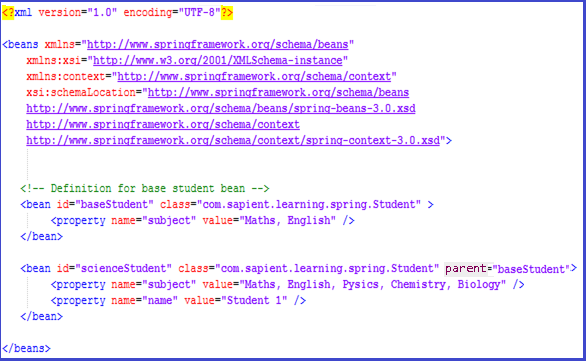 <?xml version="1.0" encoding="UTF-8"?>
<beans xmlns="http://www.springframework.org/schema/beans"
xmlns:xsi="http://www.w3.org/2001/XMLSchema-instance"
xmlns:context="http://www.springframework.org/schema/context"
xsi:schemaLocation="http://www.springframework.org/schema/beans
http://www.springframework.org/schema/beans/spring-beans-3.0.xsd
http://www.springframework.org/schema/context
http://www.springframework.org/schema/context/spring-context-3.0.xsd">
<!-- Definition for base student bean -->
<bean id="baseStudent" class="com.sapient.learning.spring.Student" >
<property name="subject" value="Maths, English" />
</bean>
<bean id="scienceStudent" class="com.sapient.learning.spring.Student" parent="baseStudent">
<property name="subject" value="Maths, English, Pysics, Chemistry, Biology" />
<property name="name" value="Student 1" />
</bean>
</beans>